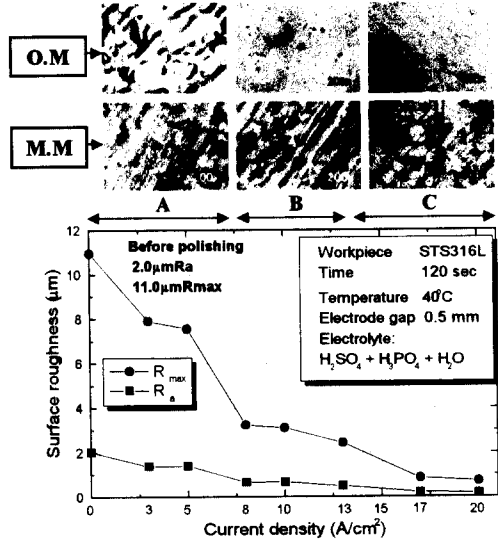 O.M
M.M
A B C
Before polishing
2.0μmRa
11.0μmRmax
Workpiece STS316L
Time 120 sec
Temperature 40°C
Electrode gap 0.5 mm
Electrolyte:
H₂SO₄ + H₃PO₄ + H₂O
R max
R a
Surface roughness (μm)
12
10
8
6
4
2
0
0 3 5 8 10 13 15 17 20
Current density (A/cm²)